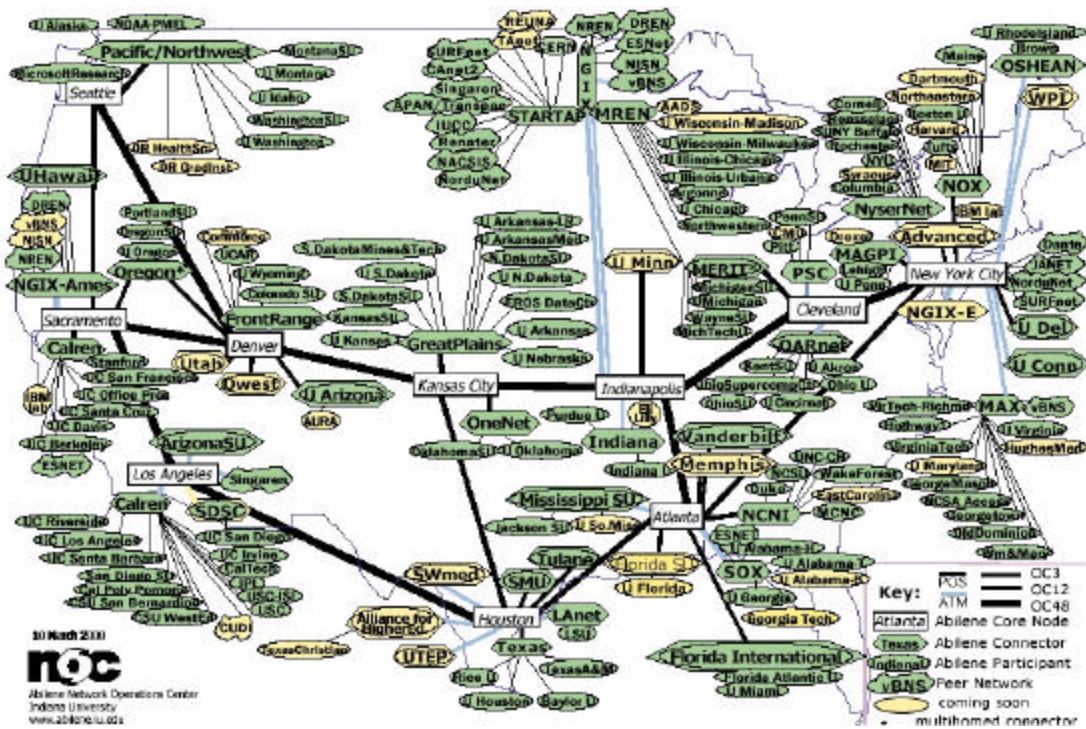 U Alaska
NOAA-PMEL
Pacific/Northwest
MontanaSU
U Montana
U Idaho
WashingtonSU
U Washington
MicrosoftResearch
Seattle
OR HealthSci
OR GradInst
UHawaii
DREN
vBNS
NISN
NREN
NGIX-Ames
PortlandSU
OregonSU
U Oregon
Oregon*
Sacramento
UCAR
U Wyoming
Colorado SU
FrontRange
Denver
Utah
Qwest
U Arizona
AURA
Calren
Stanford
UC San Francisco
UC Office Pres
UC Santa Cruz
UC Davis
UC Berkeley
ESNET
IBM
lab
ArizonaSU
Los Angeles
Singaren
Calren
SDSC
UC Riverside
UC Los Angeles
UC Santa Barbara
San Diego SU
Cal Poly Pomona
CSU San Bernardino
UC San Diego
UC Irvine
CalTech
JPL
USC-ISI
USC
CUDI
REUNA
TAnet
CERN
SURFnet
CAnet2
Singaren
APAN/Transpac
IUCC
Renater
NACSIS
NorduNet
STARTAP
NGIX
NREN
DREN
ESNet
NISN
vBNS
MREN
AADS
U Wisconsin-Madison
U Wisconsin-Milwaukee
U Illinois-Chicago
U Illinois-Urbana
Argonne
U Chicago
Northwestern
S.DakotaMines&Tech
U S.Dakota
S.DakotaSU
KansasSU
U Kansas
GreatPlains
U Arkansas-LR
U ArkansasMed
N.DakotaSU
U N.Dakota
EROS DataCtr
U Arkansas
U Nebraska
Kansas City
OneNet
OklahomaSU
U Oklahoma
U Minn
Indianapolis
Purdue U
Indiana
Indiana U
MERIT
MichiganSU
U Michigan
WayneSU
MichTechU
PennSU
CMU
Pitt
PSC
Cleveland
OARnet
KentSU
U Akron
OhioSupercompCtr
Ohio U
OhioSU
U Cincinnati
Maine
Dartmouth
Northeastern
Boston U
Harvard
Tufts
MIT
NOX
U RhodeIsland
Brown
OSHEAN
WPI
Cornell
Rensselaer
SUNY Buffalo
Rochester
NYU
Syracuse
Columbia
NyserNet
IBM lab
Advanced
Drexel
MAGPI
Lehigh
U Penn
New York City
NGIX-E
Dante
JANET
NorduNet
SURFnet
U Del
U Conn
MAX
vBNS
VirTech-Richmd
Highway1
VirginiaTech
U Maryland
GeorgeMason
NCSA Access
Georgetown
OldDominion
Wm&Mary
U Virginia
HughesMed
Vanderbilt
Memphis
Mississippi SU
Jackson SU
U So.Miss
Atlanta
UNC-CH
NCSU
WakeForest
Duke
EastCarolina
NCNI
MCNC
ESNET
SOX
U Alabama-H
U Georgia
Georgia Tech
Florida SU
U Florida
Florida International
Florida Atlantic U
U Miami
SWmed
Alliance for
HigherEd
TexasChristian
UTEP
Houston
SMU
Tulane
LAnet
LSU
Texas
Rice U
TexasA&M
U Houston
Baylor U
10 March 2000
noc
Abilene Network Operations Center
Indiana University
www.abilene.iu.edu
Key:
POS
ATM
OC3
OC12
OC48
Atlanta Abilene Core Node
Texas Abilene Connector
IndianaU Abilene Participant
vBNS Peer Network
coming soon
* multihomed connector